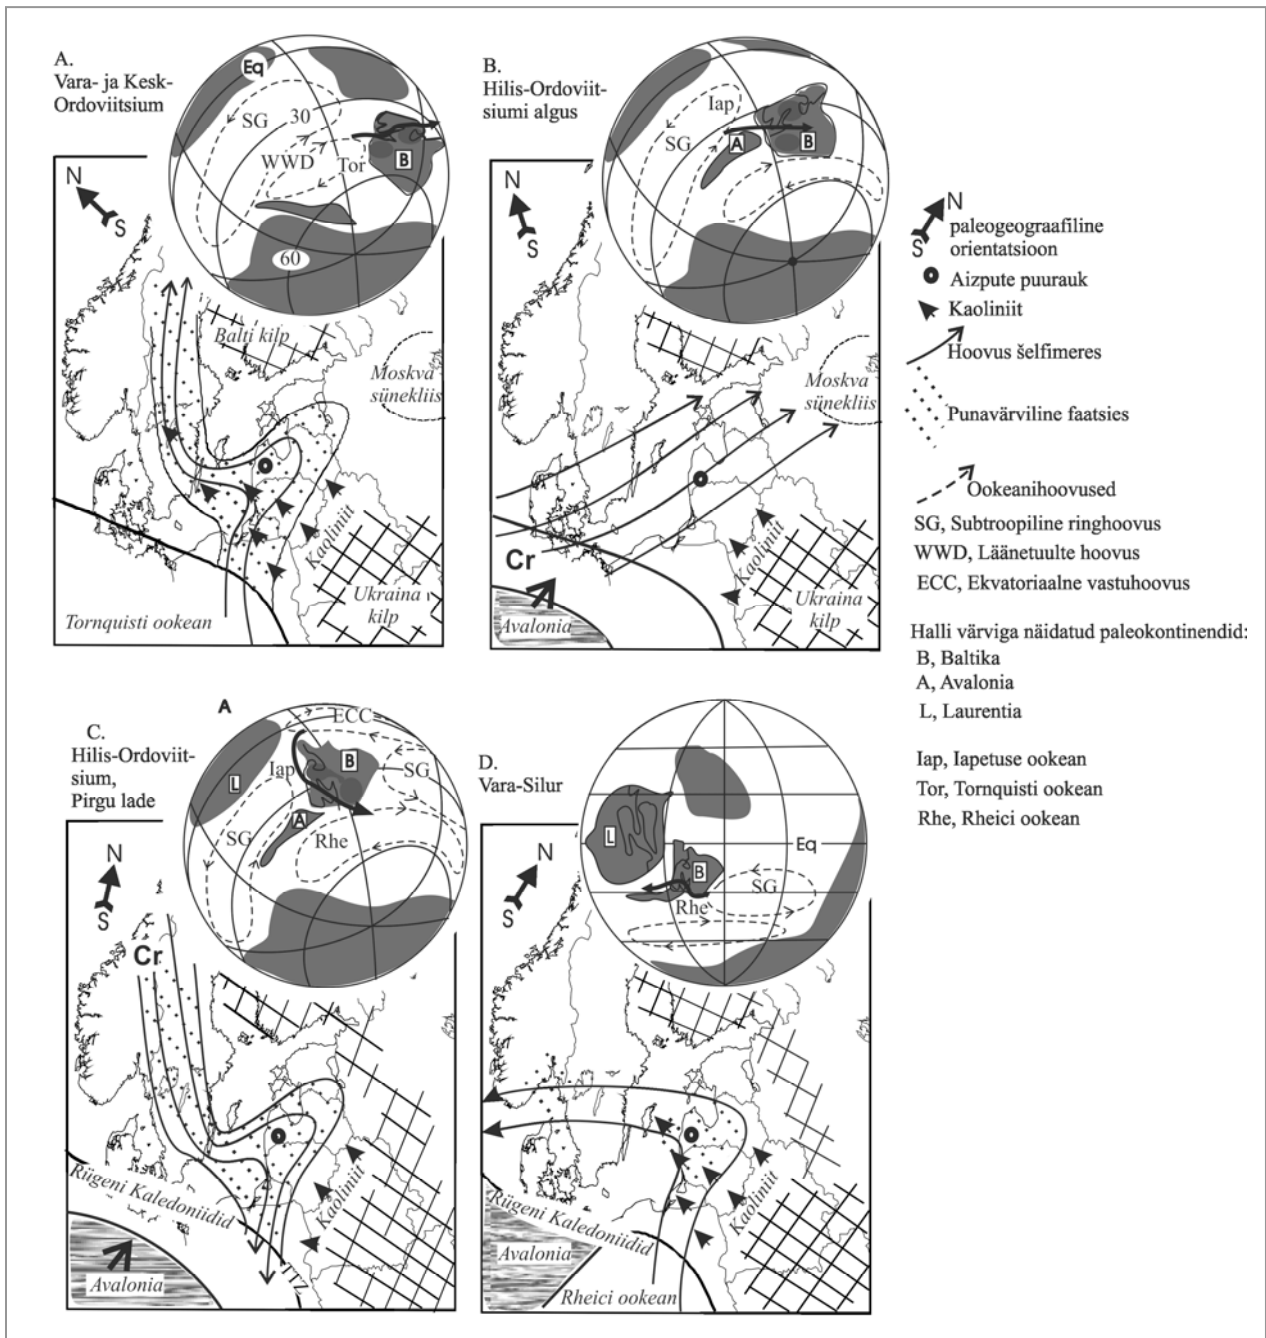 A.
Vara- ja Kesk-
Ordoviitsium
N
S
Eq
SG
30
WWD
Tor
B
60
Balti kilp
Moskva
sünekliis
Kaoliniit
Ukraina
kilp
Tornquisti ookean
B.
Hilis-Ordoviit-
siumi algus
N
S
Iap
SG
A
B
Moskva
sünekliis
Kaoliniit
Cr
Avalonia
Ukraina
kilp
N
S
paleogeograafiline
orientatsioon
Aizpute puurauk
Kaoliniit
Hoovus šelfimeres
Punavärviline faatsies
Ookeanihoovused
SG, Subtroopiline ringhoovus
WWD, Läänetuulte hoovus
ECC, Ekvatoriaalne vastuhoovus
Halli värviga näidatud paleokontinendid:
B, Baltika
A, Avalonia
L, Laurentia
Iap, Iapetuse ookean
Tor, Tornquisti ookean
Rhe, Rheici ookean
C.
Hilis-Ordoviit-
sium,
Pirgu lade
A
ECC
L
Iap
B
SG
A
SG
Rhe
N
S
Cr
Kaoliniit
Rügeni Kaledoniidid
Avalonia
TTZ
D.
Vara-Silur
L
B
Eq
SG
Rhe
N
S
Kaoliniit
Rügeni Kaledoniidid
Avalonia
Rheici ookean